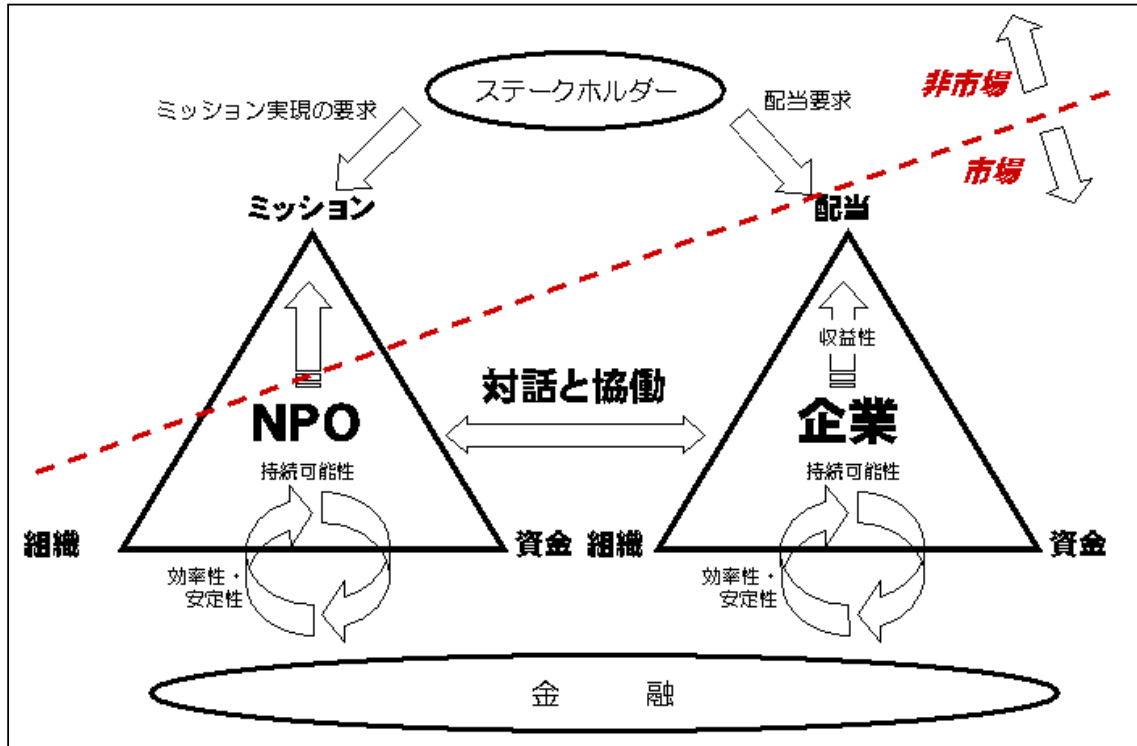 ステークホルダー
ミッション実現の要求
配当要求
非市場
市場
ミッション
配当
収益性
対話と協働
NPO
企業
持続可能性
持続可能性
組織
資金
組織
資金
効率性・
安定性
効率性・
安定性
金　　融